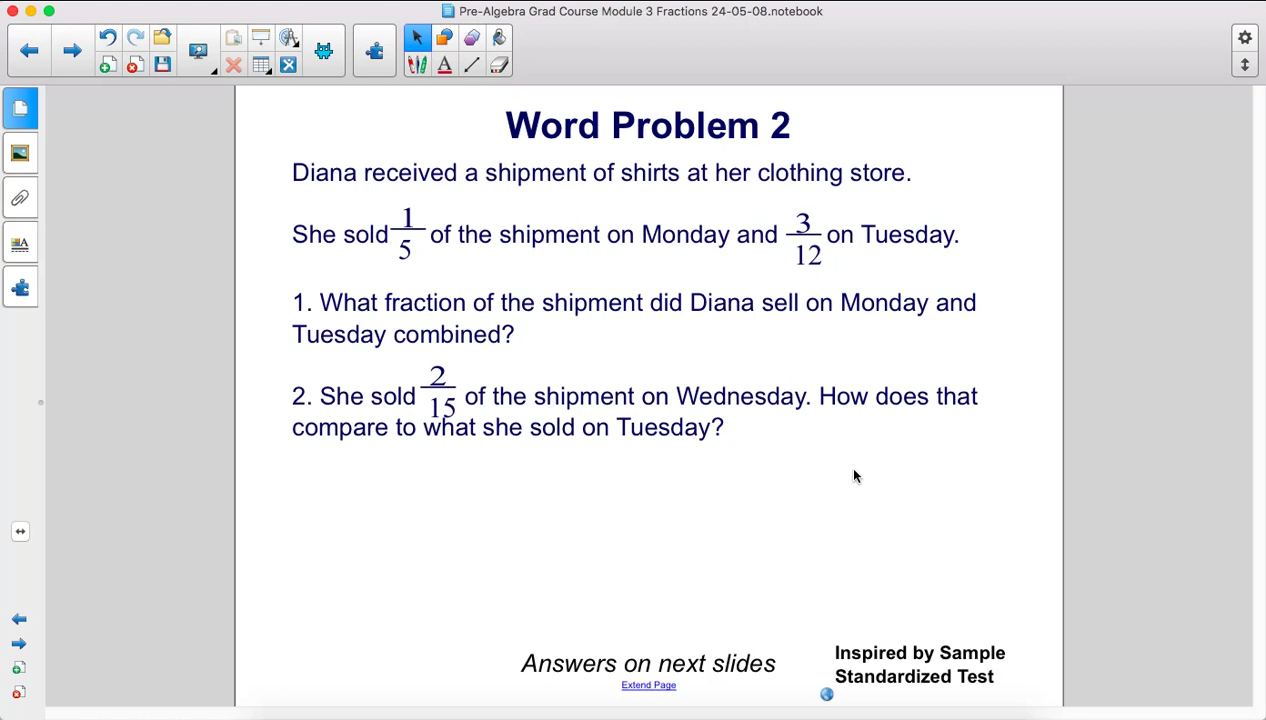 Pre-Algebra Grad Course Module 3 Fractions 24-05-08.notebook
Word Problem 2
Diana received a shipment of shirts at her clothing store.
She sold 1/5 of the shipment on Monday and 3/12 on Tuesday.
1. What fraction of the shipment did Diana sell on Monday and
Tuesday combined?
2. She sold 2/15 of the shipment on Wednesday. How does that
compare to what she sold on Tuesday?
Answers on next slides
Extend Page
Inspired by Sample
Standardized Test